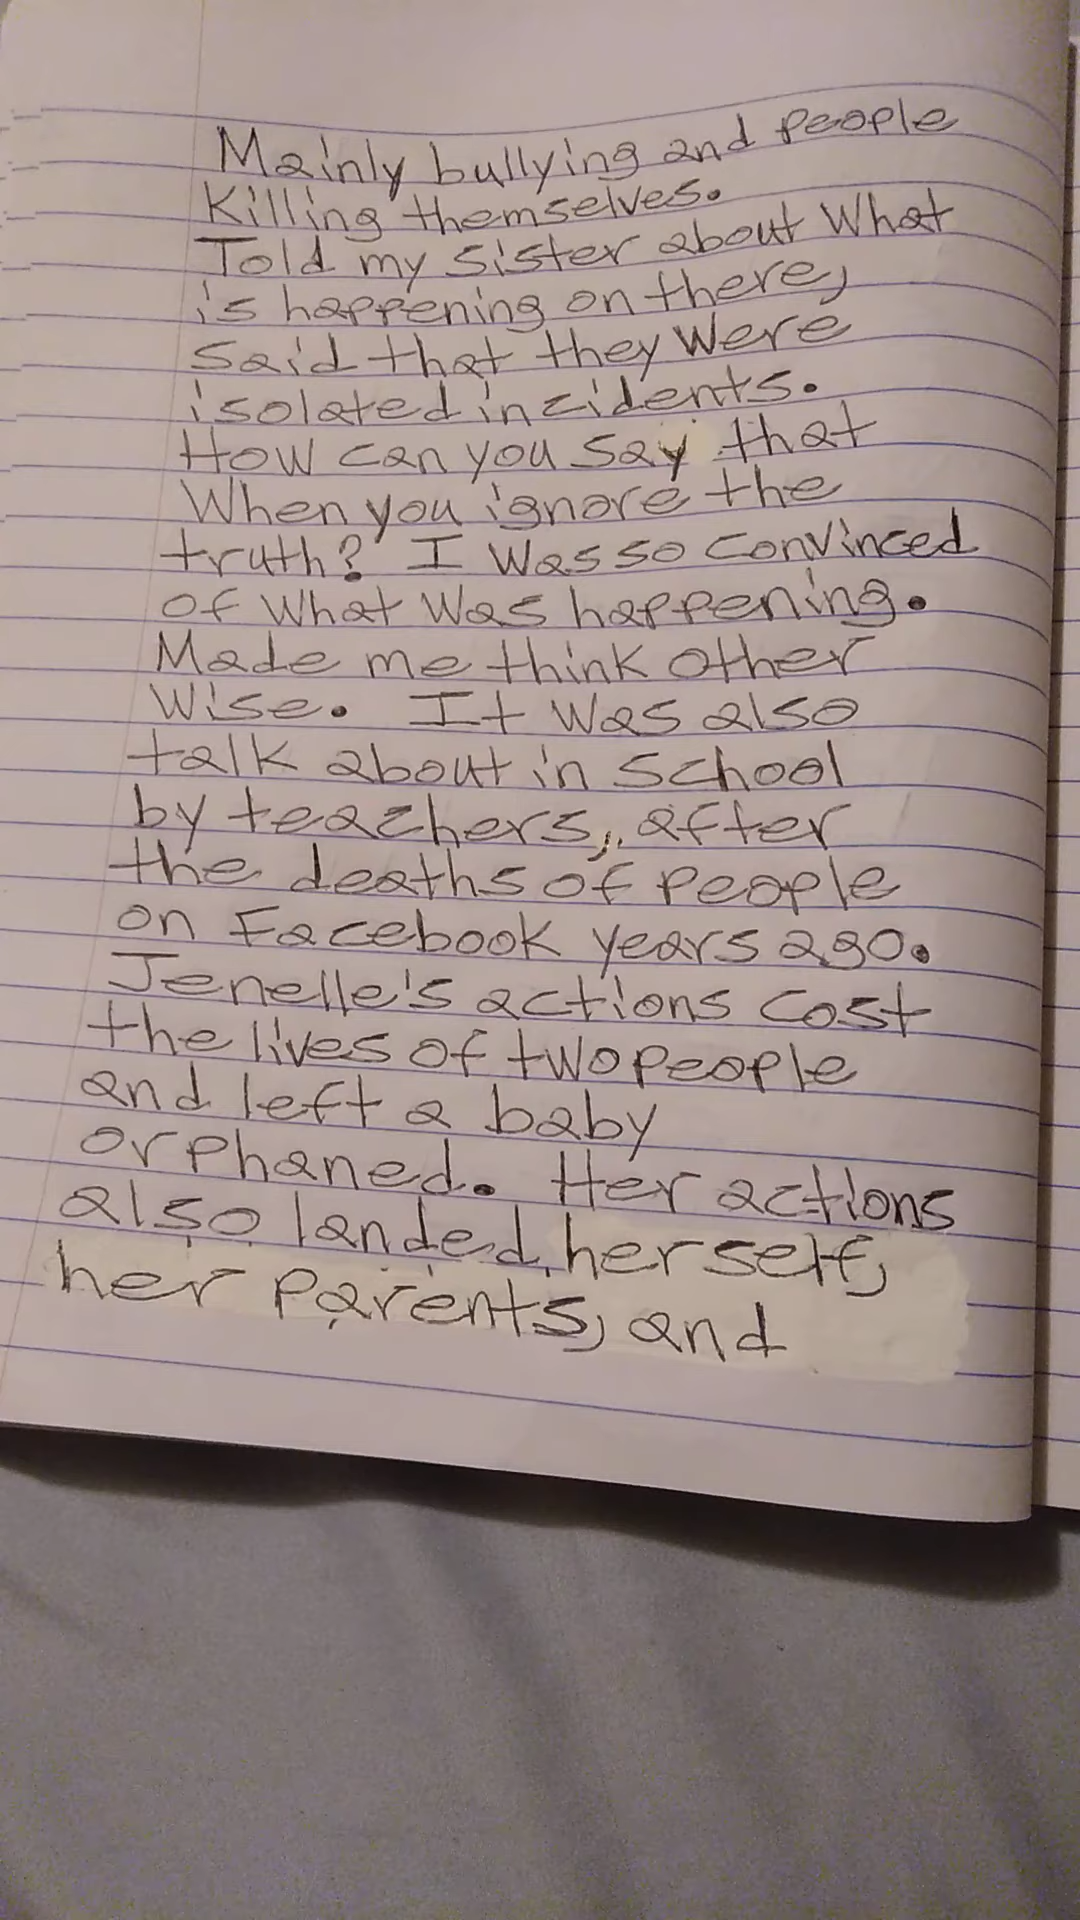 Mainly bullying and people
Killing themselves.
Told my sister about What
is happening on there,
said that they Were
isolated incidents.
How can you say that
When you ignore the
truth? I Was so convinced
of What Was happening.
Made me think other
Wise. It Was also
talk about in school
by teachers, after
the deaths of people
on Facebook years ago.
Jenelle's actions cost
the lives of two people
and left a baby
orphaned. Her actions
also landed herself,
her parents, and